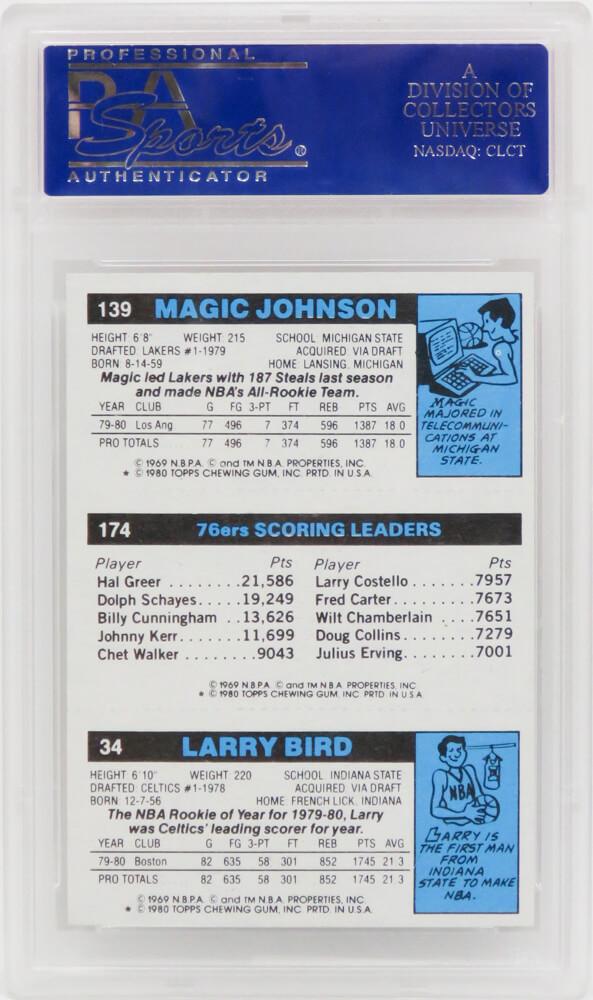 PROFESSIONAL
PSA
Sports®
AUTHENTICATOR
A
DIVISION OF
COLLECTORS
UNIVERSE
NASDAQ: CLCT
139 MAGIC JOHNSON
HEIGHT 6'8" WEIGHT 215 SCHOOL MICHIGAN STATE
DRAFTED LAKERS #1-1979 ACQUIRED VIA DRAFT
BORN 8-14-59 HOME LANSING, MICHIGAN
Magic led Lakers with 187 Steals last season
and made NBA's All-Rookie Team.
YEAR CLUB G FG 3-PT FT REB PTS AVG
79-80 Los Ang 77 496 7 374 596 1387 18 0
PRO TOTALS 77 496 7 374 596 1387 18 0
© 1969 N.B.P.A. © and TM N.B.A. PROPERTIES, INC.
* © 1980 TOPPS CHEWING GUM, INC. PRTD. IN U.S.A.
MAGIC
MAJORED IN
TELECOMMUNI-
CATIONS AT
MICHIGAN
STATE.
174 76ers SCORING LEADERS
Player Pts Player Pts
Hal Greer ........21,586 Larry Costello.......7957
Dolph Schayes.....19,249 Fred Carter.........7673
Billy Cunningham ..13,626 Wilt Chamberlain ....7651
Johnny Kerr.......11,699 Doug Collins........7279
Chet Walker ........9043 Julius Erving........7001
© 1969 N.B.P.A. © and TM N.B.A. PROPERTIES, INC
* © 1980 TOPPS CHEWING GUM, INC. PRTD IN U.S.A
34 LARRY BIRD
HEIGHT 6'10" WEIGHT 220 SCHOOL INDIANA STATE
DRAFTED CELTICS #1-1978 ACQUIRED VIA DRAFT
BORN 12-7-56 HOME FRENCH LICK, INDIANA
The NBA Rookie of Year for 1979-80, Larry
was Celtics' leading scorer for year.
YEAR CLUB G FG 3-PT FT REB PTS AVG
79-80 Boston 82 635 58 301 852 1745 21 3
PRO TOTALS 82 635 58 301 852 1745 21 3
© 1969 N.B.P.A. © and TM N.B.A. PROPERTIES, INC.
* © 1980 TOPPS CHEWING GUM, INC. PRTD. IN U.S.A.
NBA
LARRY IS
THE FIRST MAN
FROM
INDIANA
STATE TO MAKE
NBA.